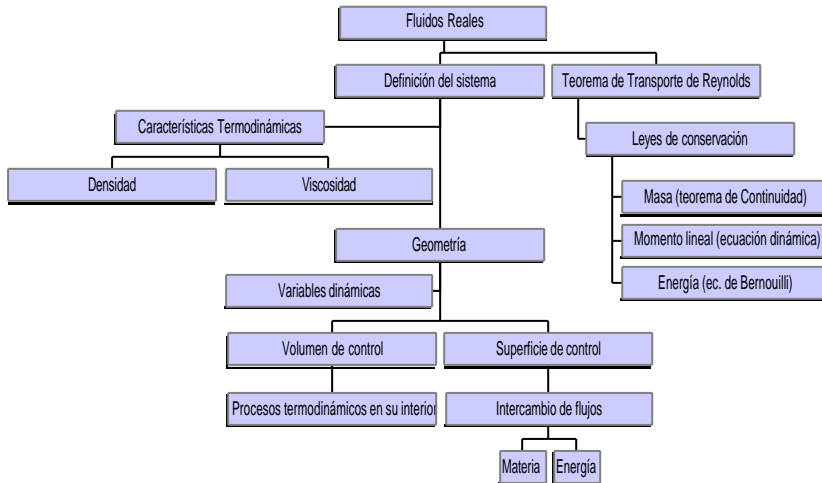 Fluidos Reales
Definición del sistema
Teorema de Transporte de Reynolds
Características Termodinámicas
Leyes de conservación
Densidad
Viscosidad
Masa (teorema de Continuidad)
Geometría
Momento lineal (ecuación dinámica)
Variables dinámicas
Energía (ec. de Bernouilli)
Volumen de control
Superficie de control
Procesos termodinámicos en su interior
Intercambio de flujos
Materia
Energía